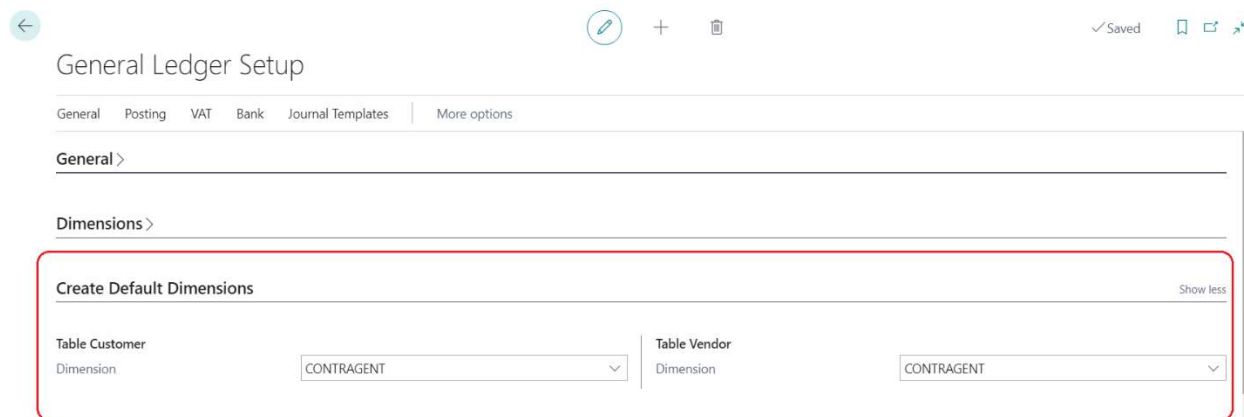 Saved
General Ledger Setup
General Posting VAT Bank Journal Templates More options
General
Dimensions
Create Default Dimensions Show less
Table Customer Table Vendor
Dimension CONTRAGENT Dimension CONTRAGENT